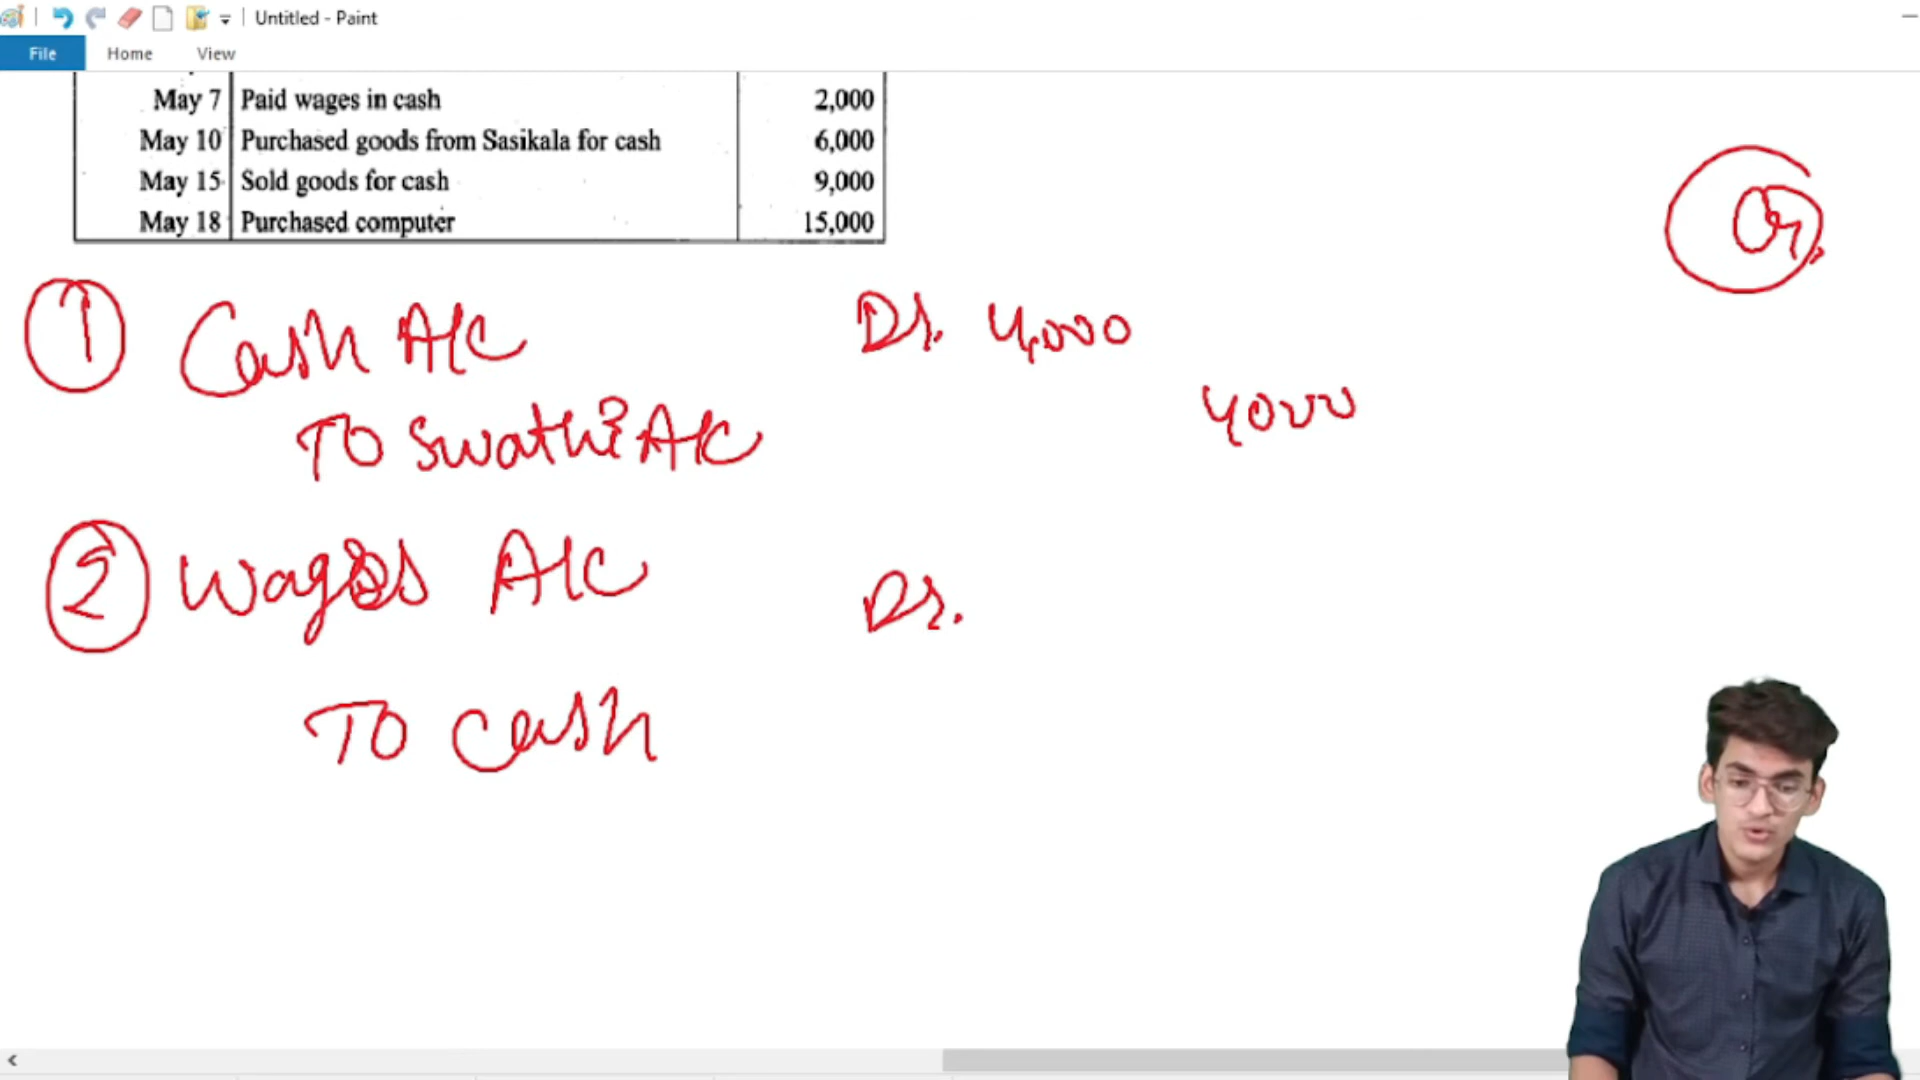 Untitled - Paint
File Home View
May 7 Paid wages in cash 2,000
May 10 Purchased goods from Sasikala for cash 6,000
May 15 Sold goods for cash 9,000
May 18 Purchased computer 15,000
① Cash A/C Dr. 4,000
TO Swathi A/C 4000
② Wages A/C Dr.
TO Cash